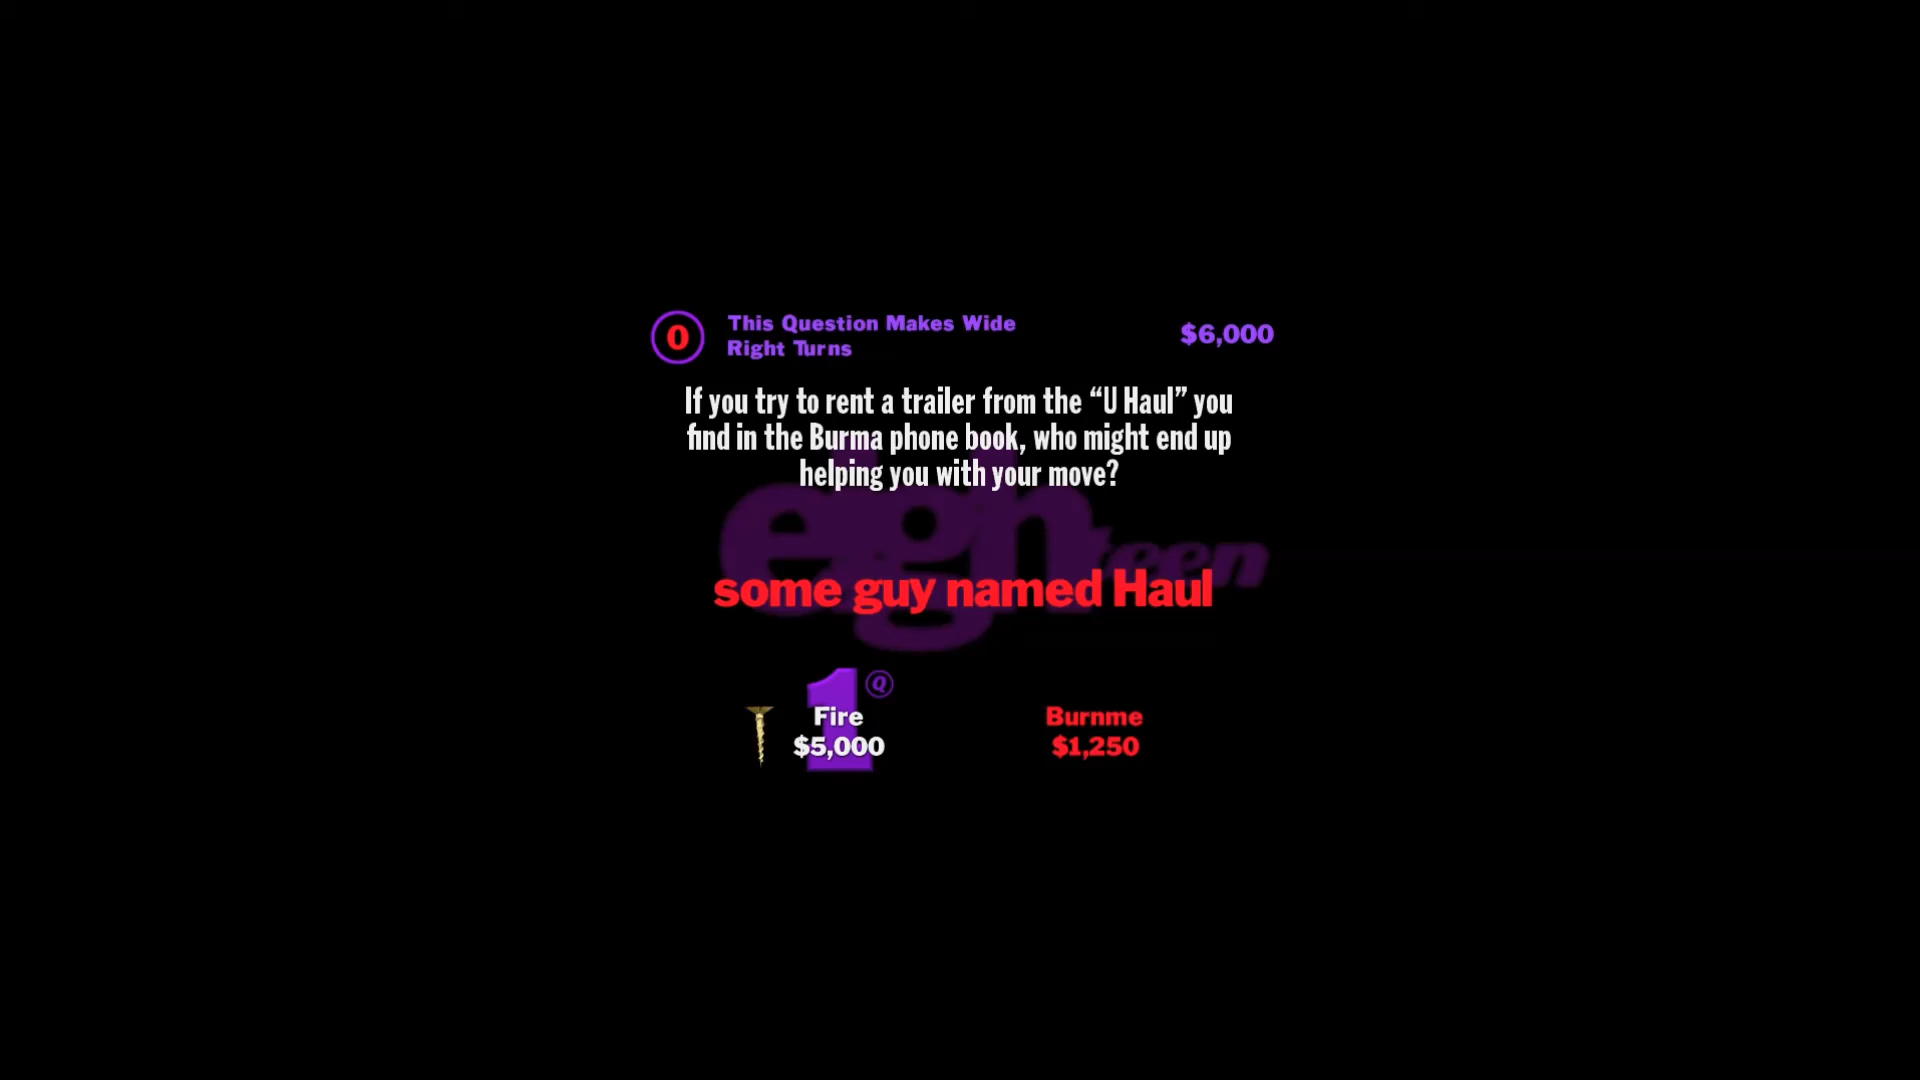 0
This Question Makes Wide
Right Turns
$6,000
If you try to rent a trailer from the “U Haul” you
find in the Burma phone book, who might end up
helping you with your move?
eighteen
some guy named Haul
1 Q
Fire
$5,000
Burnme
$1,250